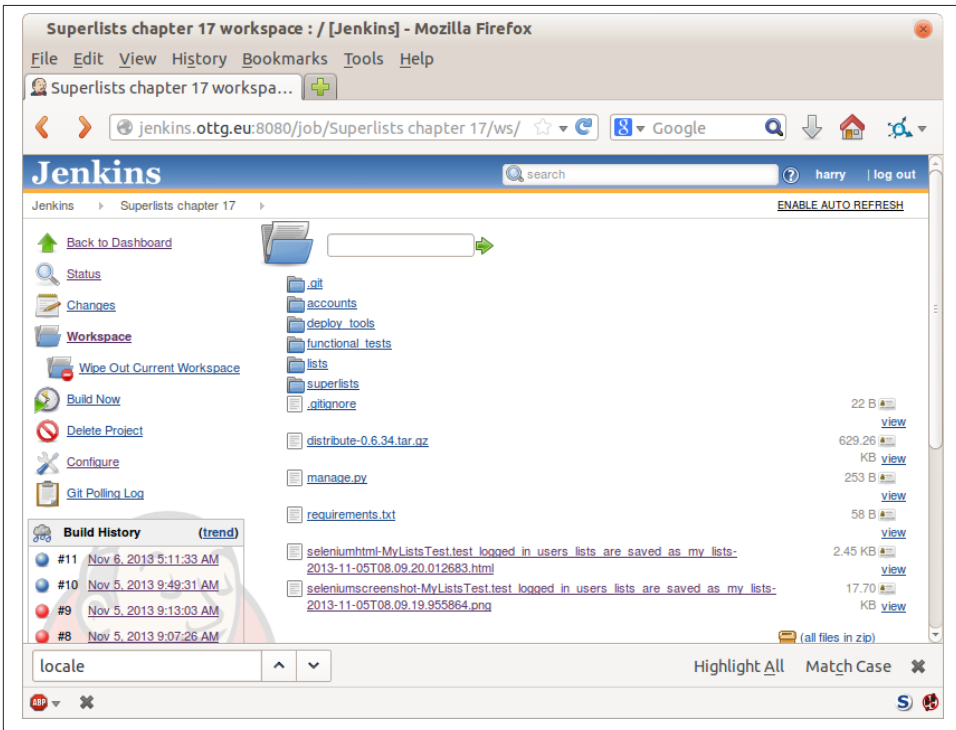 Superlists chapter 17 workspace : / [Jenkins] - Mozilla Firefox
File Edit View History Bookmarks Tools Help
Superlists chapter 17 workspa...
jenkins.ottg.eu:8080/job/Superlists chapter 17/ws/
Google
Jenkins
search
harry
| log out
Jenkins
Superlists chapter 17
ENABLE AUTO REFRESH
Back to Dashboard
Status
Changes
Workspace
Wipe Out Current Workspace
Build Now
Delete Project
Configure
Git Polling Log
Build History (trend)
#11 Nov 6, 2013 5:11:33 AM
#10 Nov 5, 2013 9:49:31 AM
#9 Nov 5, 2013 9:13:03 AM
#8 Nov 5, 2013 9:07:26 AM
.git
accounts
deploy_tools
functional_tests
lists
superlists
.gitignore 22 B
view
distribute-0.6.34.tar.gz 629.26
KB view
manage.py 253 B
view
requirements.txt 58 B
view
seleniumhtml-MyListsTest.test_logged_in_users_lists_are_saved_as_my_lists- 2.45 KB
2013-11-05T08.09.20.012683.html view
seleniumscreenshot-MyListsTest.test_logged_in_users_lists_are_saved_as_my_lists- 17.70
2013-11-05T08.09.19.955864.png KB view
(all files in zip)
locale
Highlight All Match Case
ABP
S